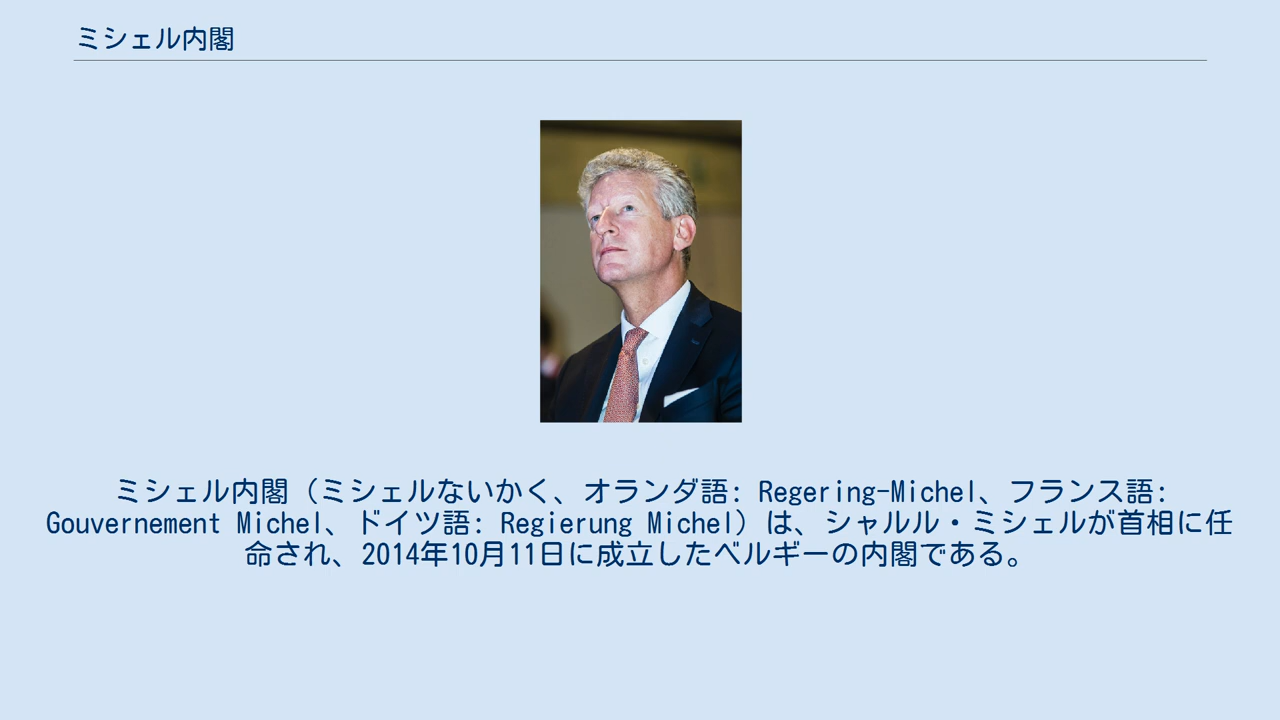 ミシェル内閣
ミシェル内閣（ミシェルないかく、オランダ語: Regering-Michel、フランス語:
Gouvernement Michel、ドイツ語: Regierung Michel）は、シャルル・ミシェルが首相に任
命され、2014年10月11日に成立したベルギーの内閣である。